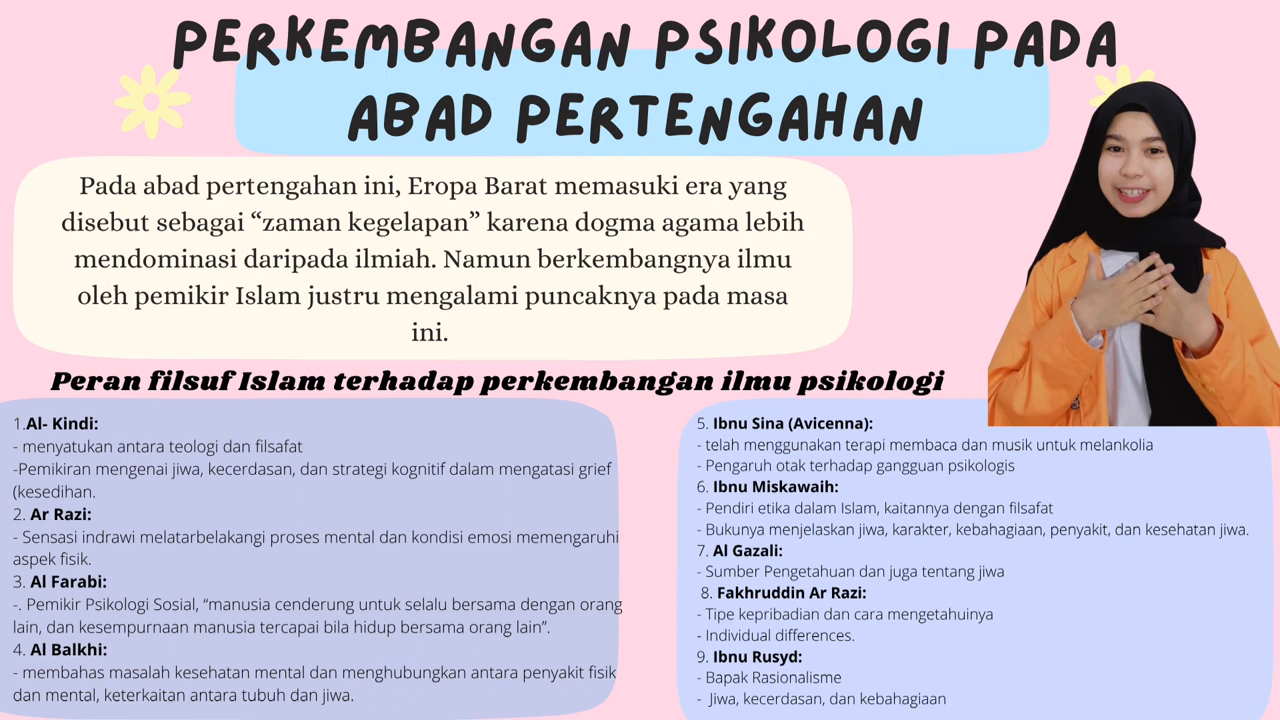 PERKEMBANGAN PSIKOLOGI PADA
ABAD PERTENGAHAN
Pada abad pertengahan ini, Eropa Barat memasuki era yang
disebut sebagai “zaman kegelapan” karena dogma agama lebih
mendominasi daripada ilmiah. Namun berkembangnya ilmu
oleh pemikir Islam justru mengalami puncaknya pada masa
ini.
Peran filsuf Islam terhadap perkembangan ilmu psikologi
1.Al- Kindi:
- menyatukan antara teologi dan filsafat
-Pemikiran mengenai jiwa, kecerdasan, dan strategi kognitif dalam mengatasi grief
(kesedihan.
2. Ar Razi:
- Sensasi indrawi melatarbelakangi proses mental dan kondisi emosi memengaruhi
aspek fisik.
3. Al Farabi:
-. Pemikir Psikologi Sosial, “manusia cenderung untuk selalu bersama dengan orang
lain, dan kesempurnaan manusia tercapai bila hidup bersama orang lain”.
4. Al Balkhi:
- membahas masalah kesehatan mental dan menghubungkan antara penyakit fisik
dan mental, keterkaitan antara tubuh dan jiwa.
5. Ibnu Sina (Avicenna):
- telah menggunakan terapi membaca dan musik untuk melankolia
- Pengaruh otak terhadap gangguan psikologis
6. Ibnu Miskawaih:
- Pendiri etika dalam Islam, kaitannya dengan filsafat
- Bukunya menjelaskan jiwa, karakter, kebahagiaan, penyakit, dan kesehatan jiwa.
7. Al Gazali:
- Sumber Pengetahuan dan juga tentang jiwa
8. Fakhruddin Ar Razi:
- Tipe kepribadian dan cara mengetahuinya
- Individual differences.
9. Ibnu Rusyd:
- Bapak Rasionalisme
- Jiwa, kecerdasan, dan kebahagiaan